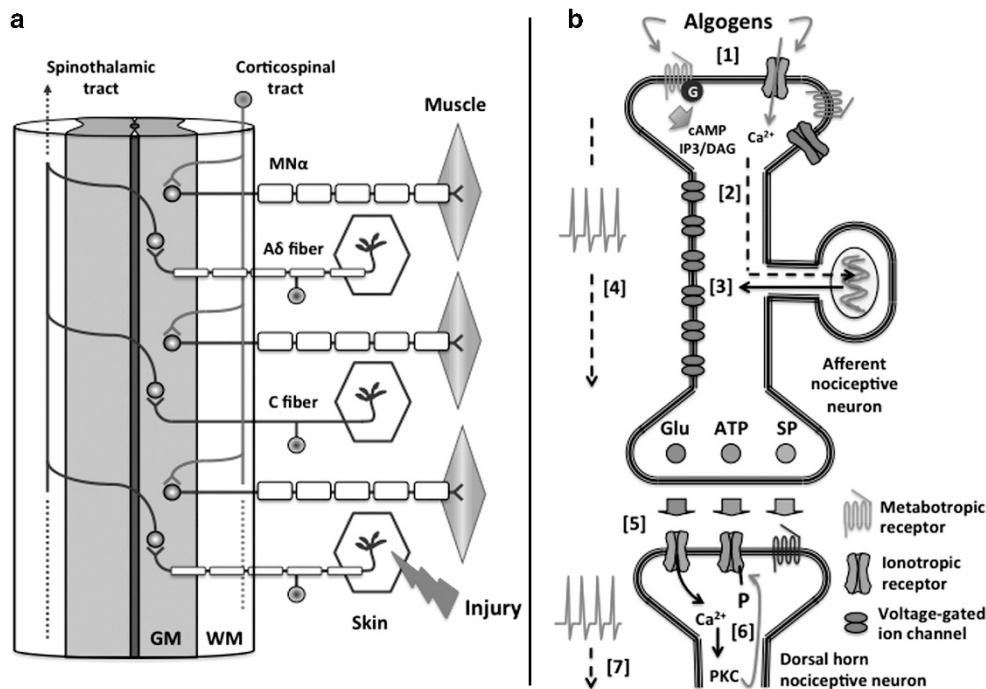 a
Spinothalamic
tract
Corticospinal
tract
Muscle
MNα
Aδ fiber
C fiber
GM
WM
Skin
Injury
b
Algogens
[1]
G
cAMP
IP3/DAG
Ca²⁺
[2]
[3]
[4]
Afferent
nociceptive
neuron
Glu
ATP
SP
[5]
Metabotropic
receptor
Ionotropic
receptor
Voltage-gated
ion channel
P
Ca²⁺
[6]
[7]
PKC
Dorsal horn
nociceptive neuron